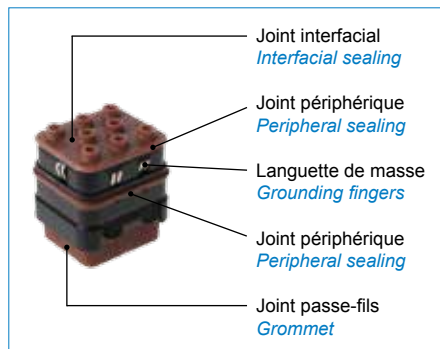 Joint interfacial
Interfacial sealing
Joint périphérique
Peripheral sealing
Languette de masse
Grounding fingers
Joint périphérique
Peripheral sealing
Joint passe-fils
Grommet